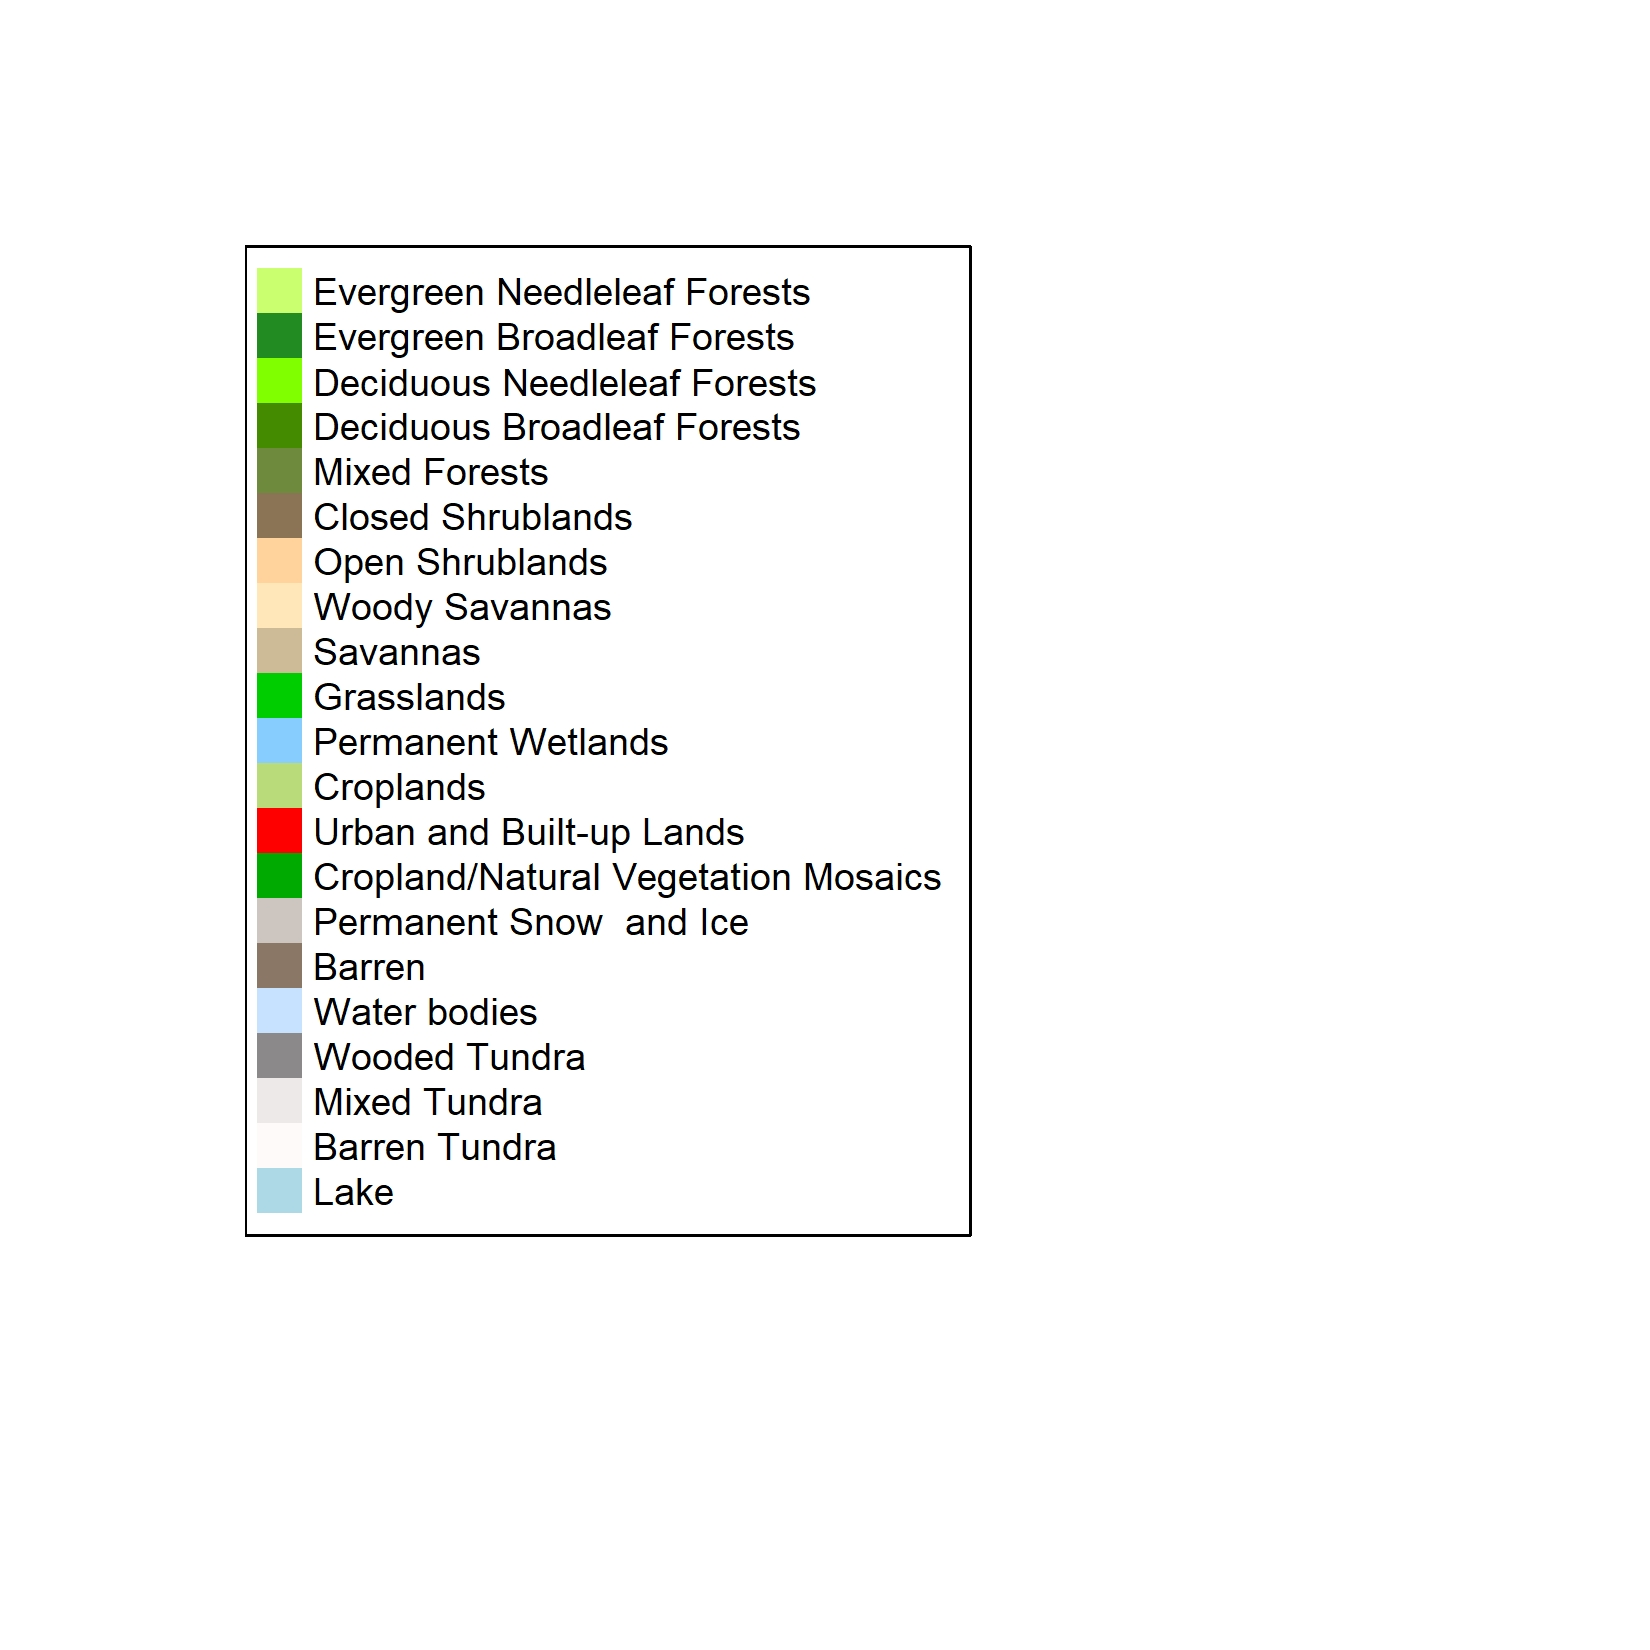 Evergreen Needleleaf Forests
Evergreen Broadleaf Forests
Deciduous Needleleaf Forests
Deciduous Broadleaf Forests
Mixed Forests
Closed Shrublands
Open Shrublands
Woody Savannas
Savannas
Grasslands
Permanent Wetlands
Croplands
Urban and Built-up Lands
Cropland/Natural Vegetation Mosaics
Permanent Snow  and Ice
Barren
Water bodies
Wooded Tundra
Mixed Tundra
Barren Tundra
Lake